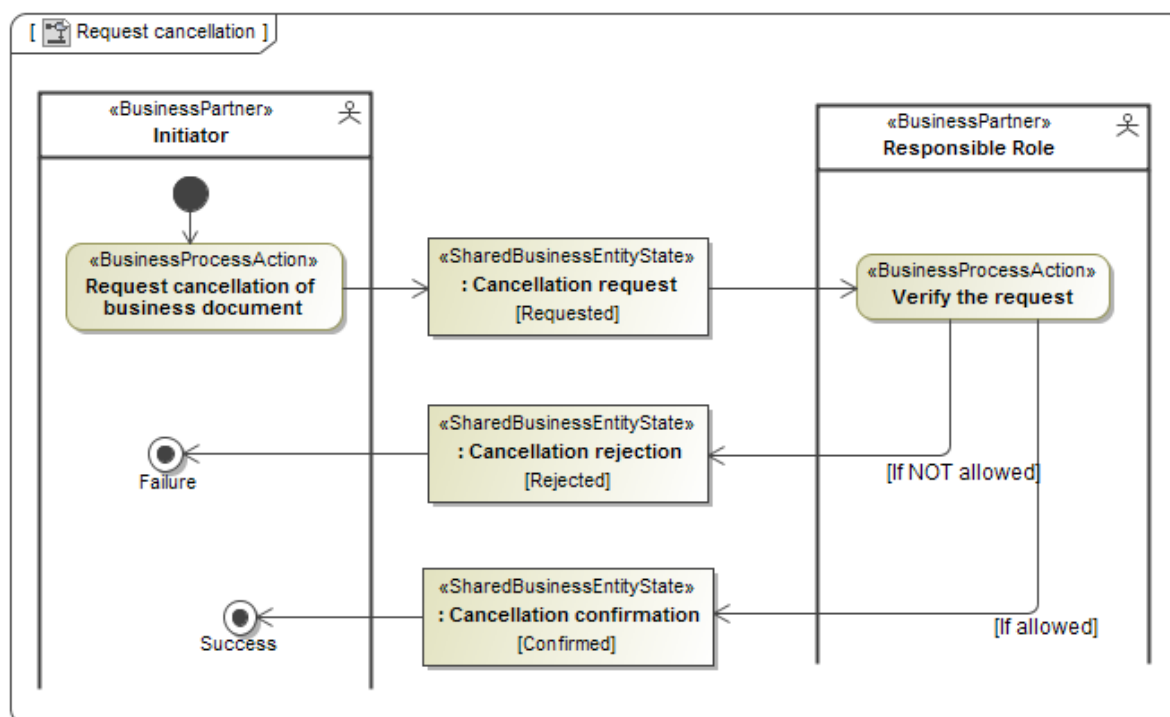 [ Request cancellation ]
«BusinessPartner»
Initiator
«BusinessPartner»
Responsible Role
«BusinessProcessAction»
Request cancellation of
business document
«SharedBusinessEntityState»
: Cancellation request
[Requested]
«BusinessProcessAction»
Verify the request
«SharedBusinessEntityState»
: Cancellation rejection
[Rejected]
Failure
[If NOT allowed]
«SharedBusinessEntityState»
: Cancellation confirmation
[Confirmed]
Success
[If allowed]